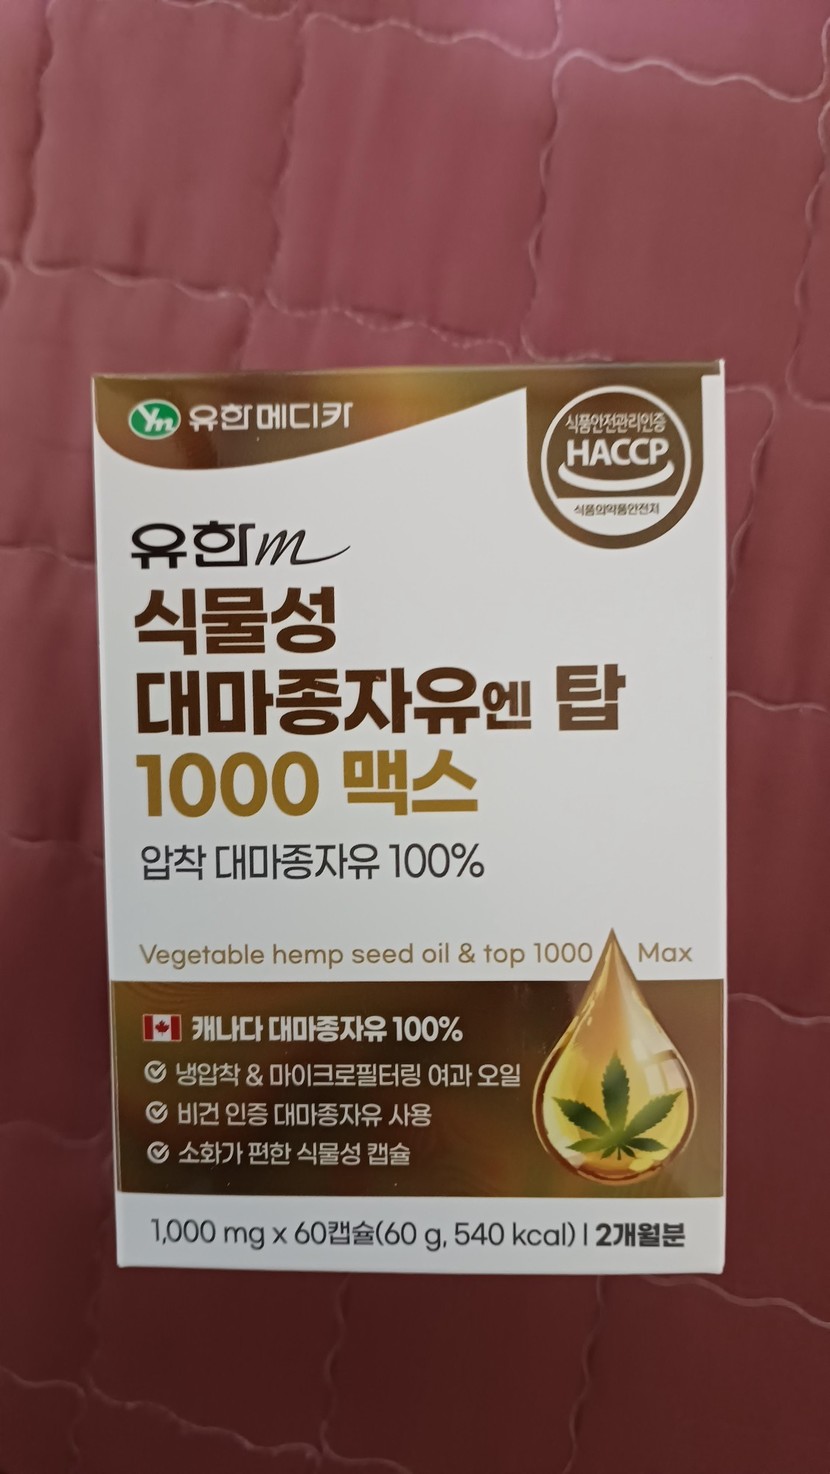 Ym 유한메디카
식품안전관리인증
HACCP
식품의약품안전처
유한m
식물성
대마종자유엔 탑
1000 맥스
압착 대마종자유 100%
Vegetable hemp seed oil & top 1000 Max
캐나다 대마종자유 100%
냉압착 & 마이크로필터링 여과 오일
비건 인증 대마종자유 사용
소화가 편한 식물성 캡슐
1,000 mg x 60캡슐(60 g, 540 kcal) | 2개월분